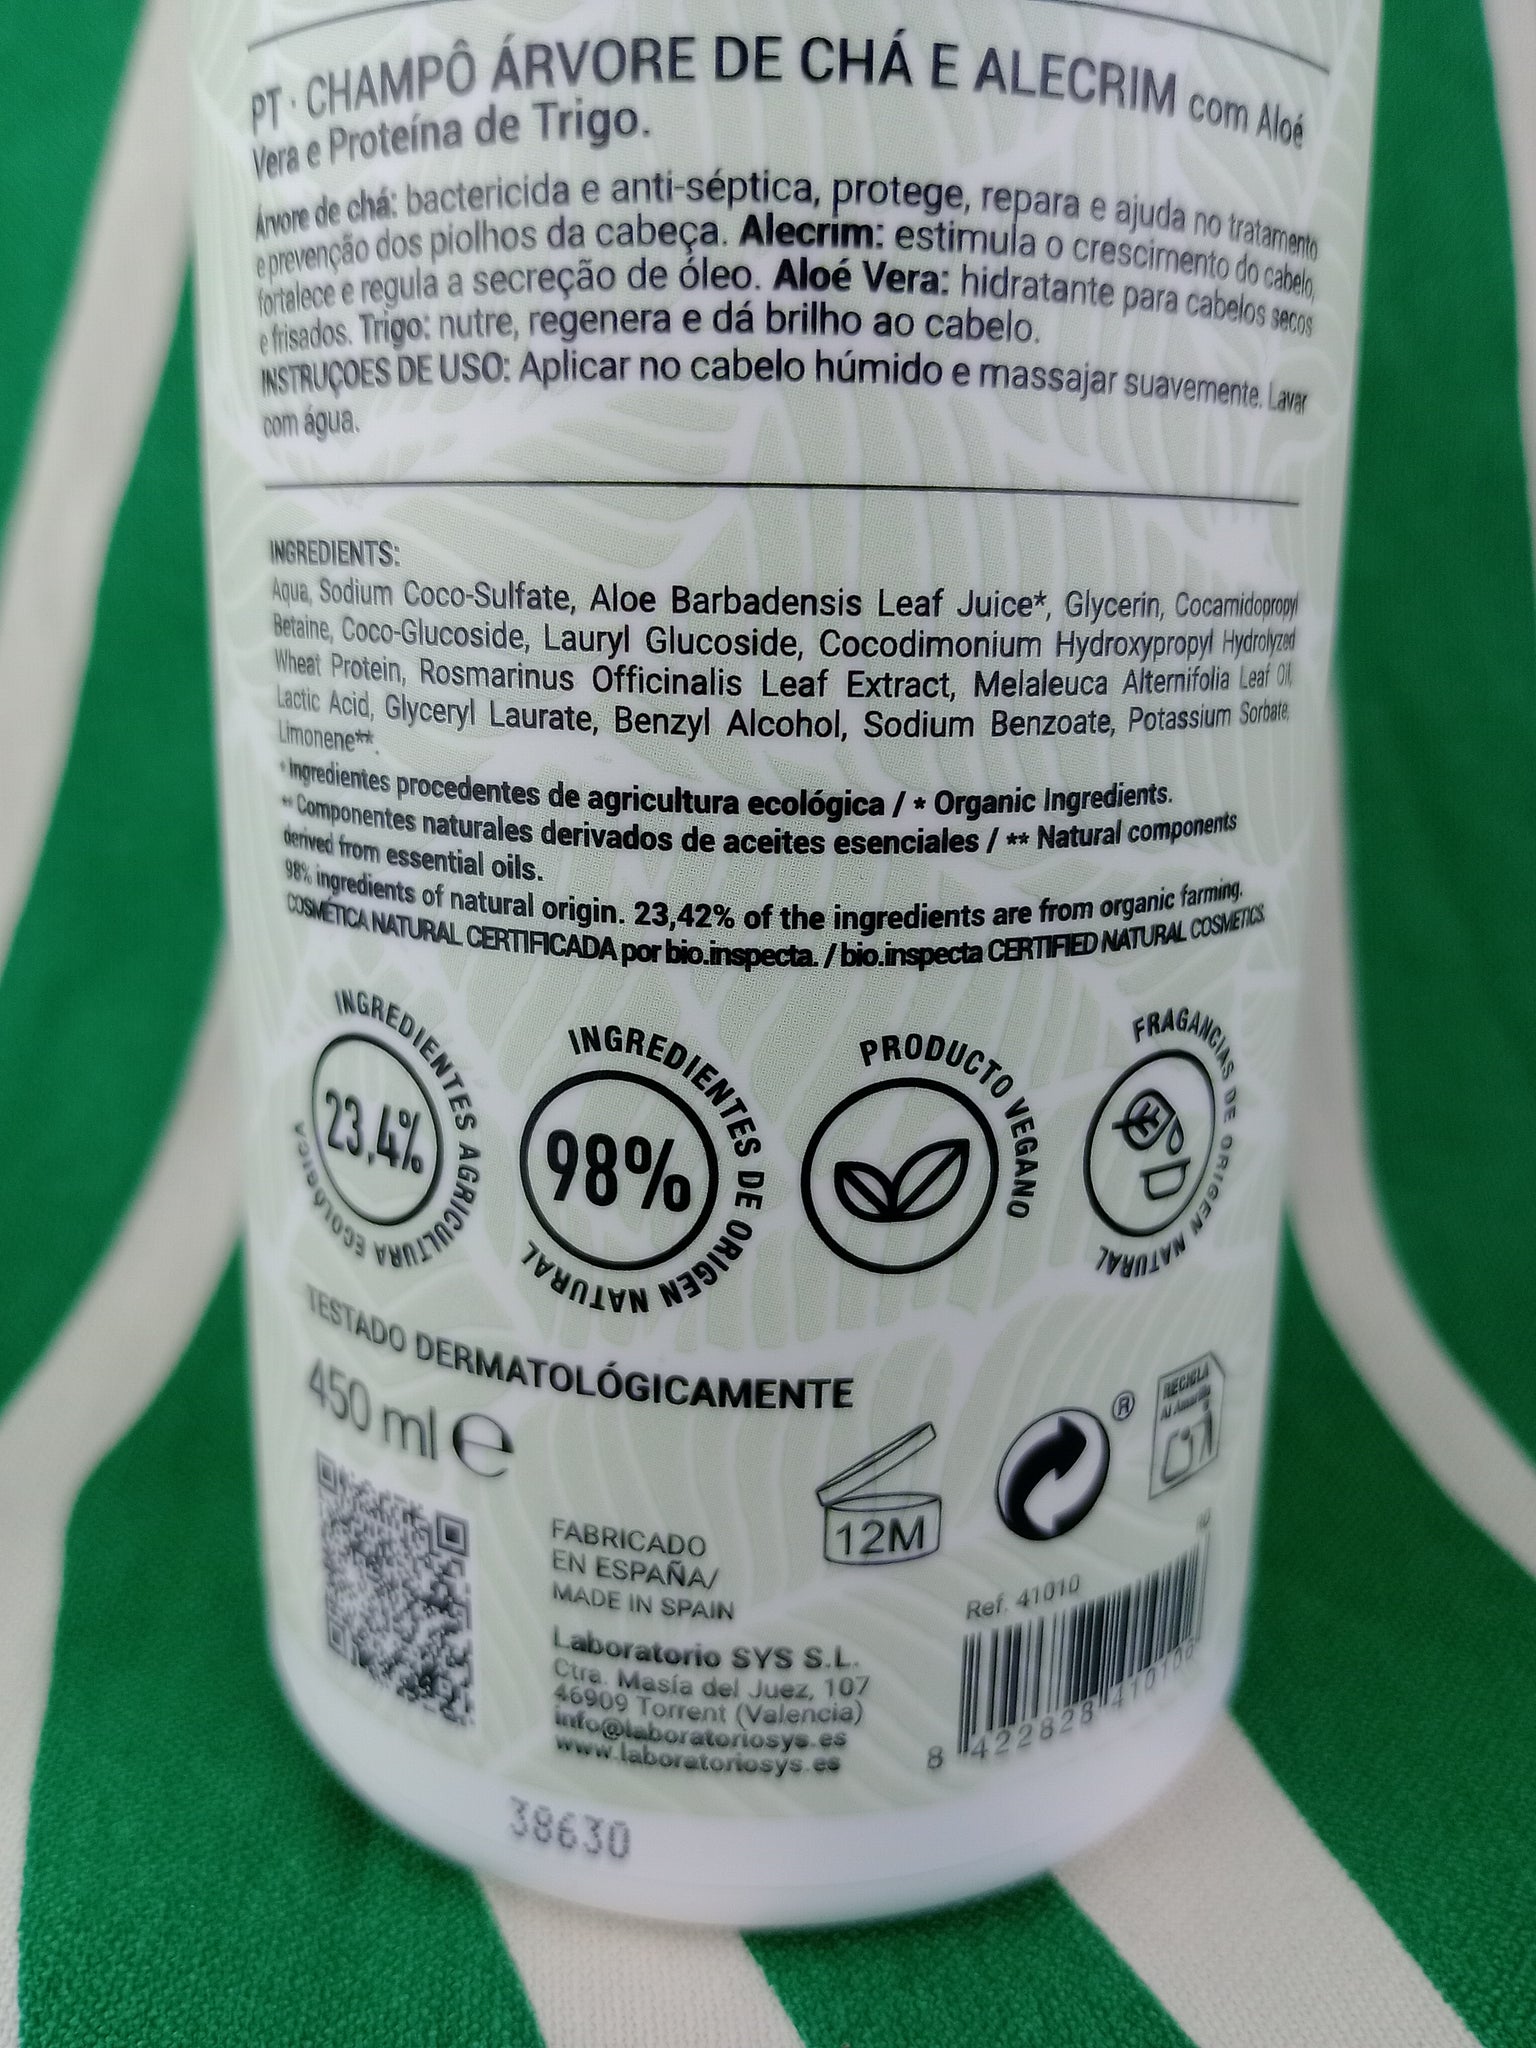 PT · CHAMPÔ ÁRVORE DE CHÁ E ALECRIM com Aloé
Vera e Proteína de Trigo.
Árvore de chá: bactericida e anti-séptica, protege, repara e ajuda no tratamento
e prevenção dos piolhos da cabeça. Alecrim: estimula o crescimento do cabelo,
fortalece e regula a secreção de óleo. Aloé Vera: hidratante para cabelos secos
e frisados. Trigo: nutre, regenera e dá brilho ao cabelo.
INSTRUÇOES DE USO: Aplicar no cabelo húmido e massajar suavemente. Lavar
com água.
INGREDIENTS:
Aqua, Sodium Coco-Sulfate, Aloe Barbadensis Leaf Juice*, Glycerin, Cocamidopropyl
Betaine, Coco-Glucoside, Lauryl Glucoside, Cocodimonium Hydroxypropyl Hydrolyzed
Wheat Protein, Rosmarinus Officinalis Leaf Extract, Melaleuca Alternifolia Leaf Oil,
Lactic Acid, Glyceryl Laurate, Benzyl Alcohol, Sodium Benzoate, Potassium Sorbate,
Limonene**.
* Ingredientes procedentes de agricultura ecológica / * Organic Ingredients.
** Componentes naturales derivados de aceites esenciales / ** Natural components
derived from essential oils.
98% ingredients of natural origin. 23,42% of the ingredients are from organic farming.
COSMÉTICA NATURAL CERTIFICADA por bio.inspecta. / bio.inspecta CERTIFIED NATURAL COSMETICS.
INGREDIENTES AGRICULTURA ECOLÓGICA
23,4%
INGREDIENTES DE ORIGEN NATURAL
98%
PRODUCTO VEGANO
FRAGANCIAS DE ORIGEN NATURAL
TESTADO DERMATOLÓGICAMENTE
450 ml e
12M
®
RECICLA
Al Amarillo
FABRICADO
EN ESPAÑA/
MADE IN SPAIN
Laboratorio SYS S.L.
Ctra. Masía del Juez, 107
46909 Torrent (Valencia)
info@laboratoriosys.es
www.laboratoriosys.es
Ref. 41010
8 422828 410106
38630